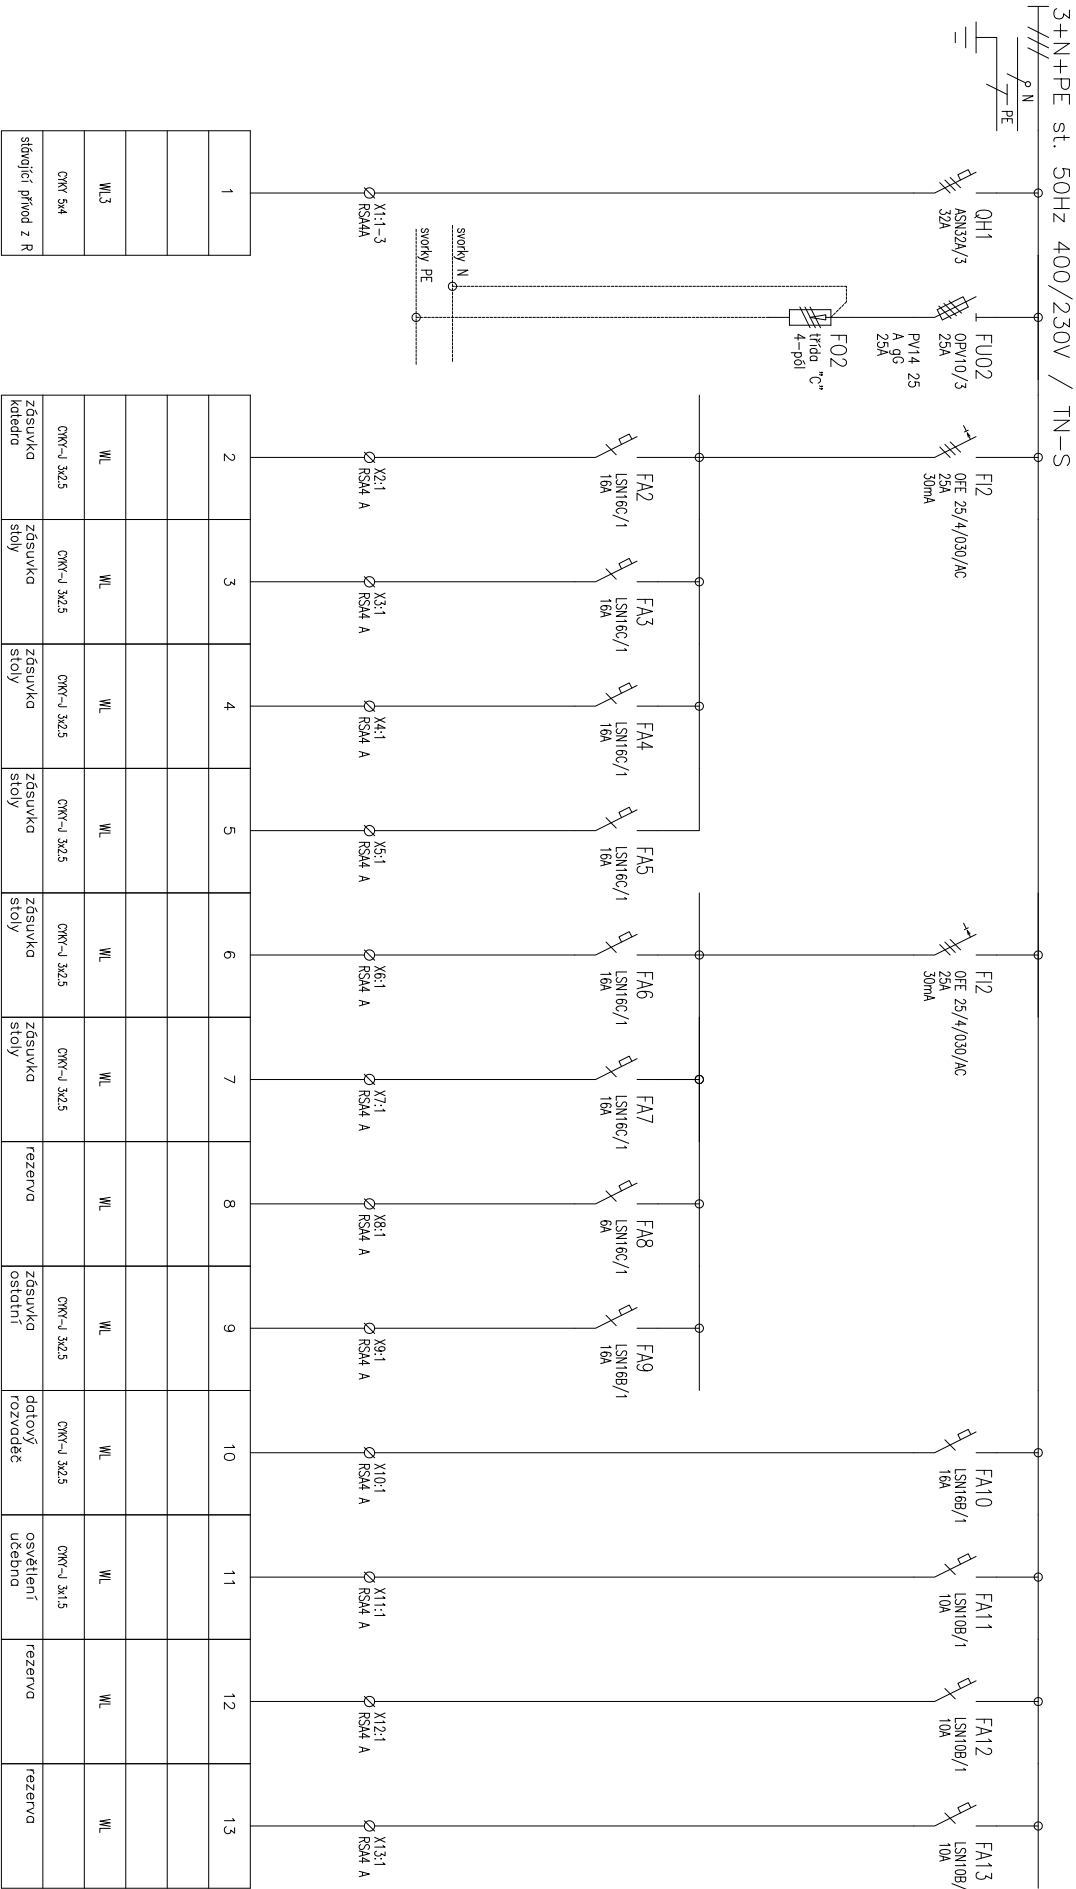 3+N+PE st. 50Hz 400/230V / TN-S
N
PE
QH1
ASN32A/3
32A
FU02
OPV10/3
25A
PV14 25
A gG
25A
FO2
třída "C"
4-pól
FI2
OFE 25/4/030/AC
25A
30mA
FI2
OFE 25/4/030/AC
25A
30mA
FA10
LSN16B/1
16A
FA11
LSN10B/1
10A
FA12
LSN10B/1
10A
FA13
LSN10B/
10A
FA2
LSN16C/1
16A
FA3
LSN16C/1
16A
FA4
LSN16C/1
16A
FA5
LSN16C/1
16A
FA6
LSN16C/1
16A
FA7
LSN16C/1
16A
FA8
LSN16C/1
6A
FA9
LSN16B/1
16A
svorky N
svorky PE
X1:1-3
RSA4A
X2:1
RSA4 A
X3:1
RSA4 A
X4:1
RSA4 A
X5:1
RSA4 A
X6:1
RSA4 A
X7:1
RSA4 A
X8:1
RSA4 A
X9:1
RSA4 A
X10:1
RSA4 A
X11:1
RSA4 A
X12:1
RSA4 A
X13:1
RSA4 A
1 2 3 4 5 6 7 8 9 10 11 12 13
WL3 WL WL WL WL WL WL WL WL WL WL WL WL
CYKY 5x4 CYKY-J 3x2.5 CYKY-J 3x2.5 CYKY-J 3x2.5 CYKY-J 3x2.5 CYKY-J 3x2.5 CYKY-J 3x2.5 CYKY-J 3x2.5 CYKY-J 3x2.5 CYKY-J 3x1.5
stávající přívod z R
zásuvka
katedra
zásuvka
stoly
zásuvka
stoly
zásuvka
stoly
zásuvka
stoly
zásuvka
stoly
rezerva
zásuvka
ostatní
datový
rozvaděč
osvětlení
učebna
rezerva
rezerva